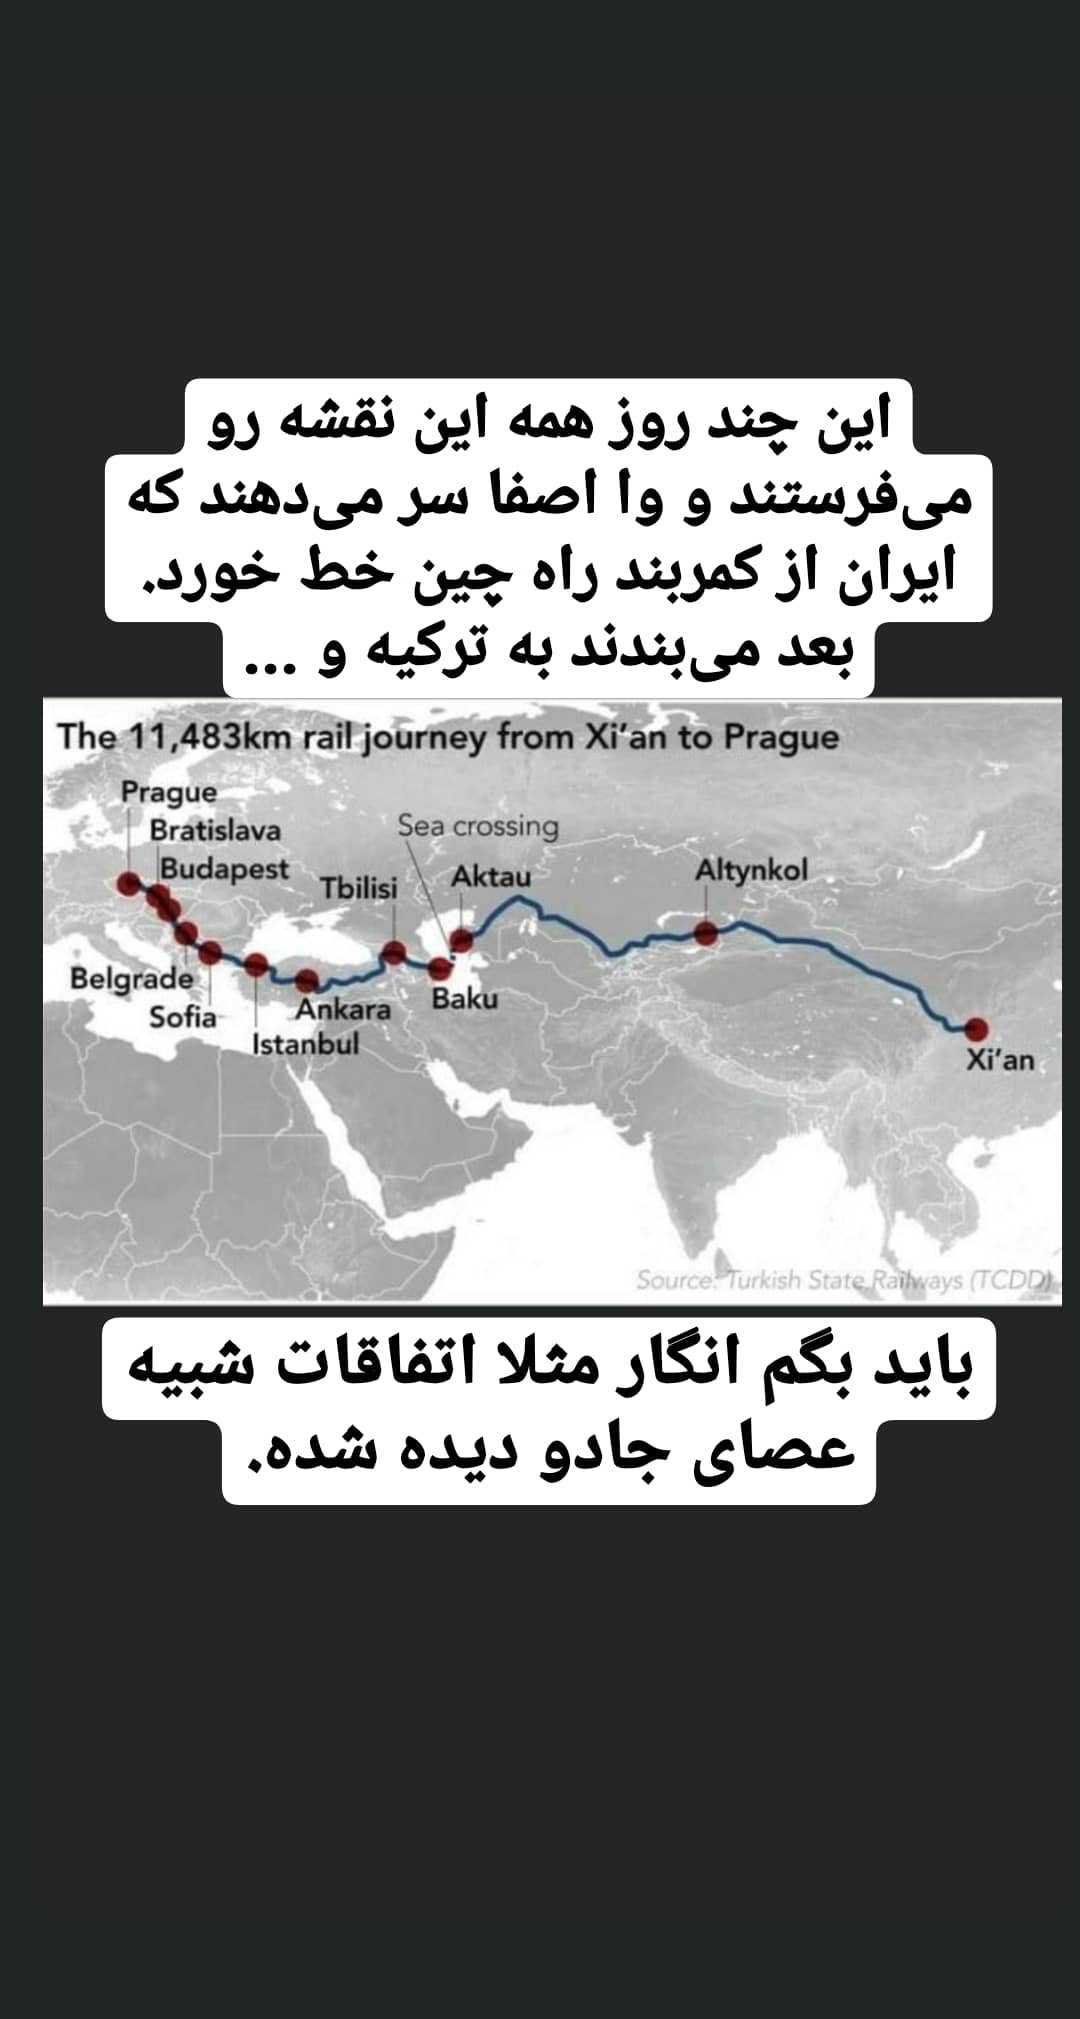 این چند روز همه این نقشه رو
می‌فرستند و وا اصفا سر می‌دهند که
ایران از کمربند راه چین خط خورد.
بعد می‌بندند به ترکیه و ...
The 11,483km rail journey from Xi'an to Prague
Prague
Bratislava
Budapest
Sea crossing
Tbilisi
Aktau
Altynkol
Belgrade
Sofia
Istanbul
Ankara
Baku
Xi'an
Source: Turkish State Railways (TCDD)
باید بگم انگار مثلا اتفاقات شبیه
عصای جادو دیده شده.